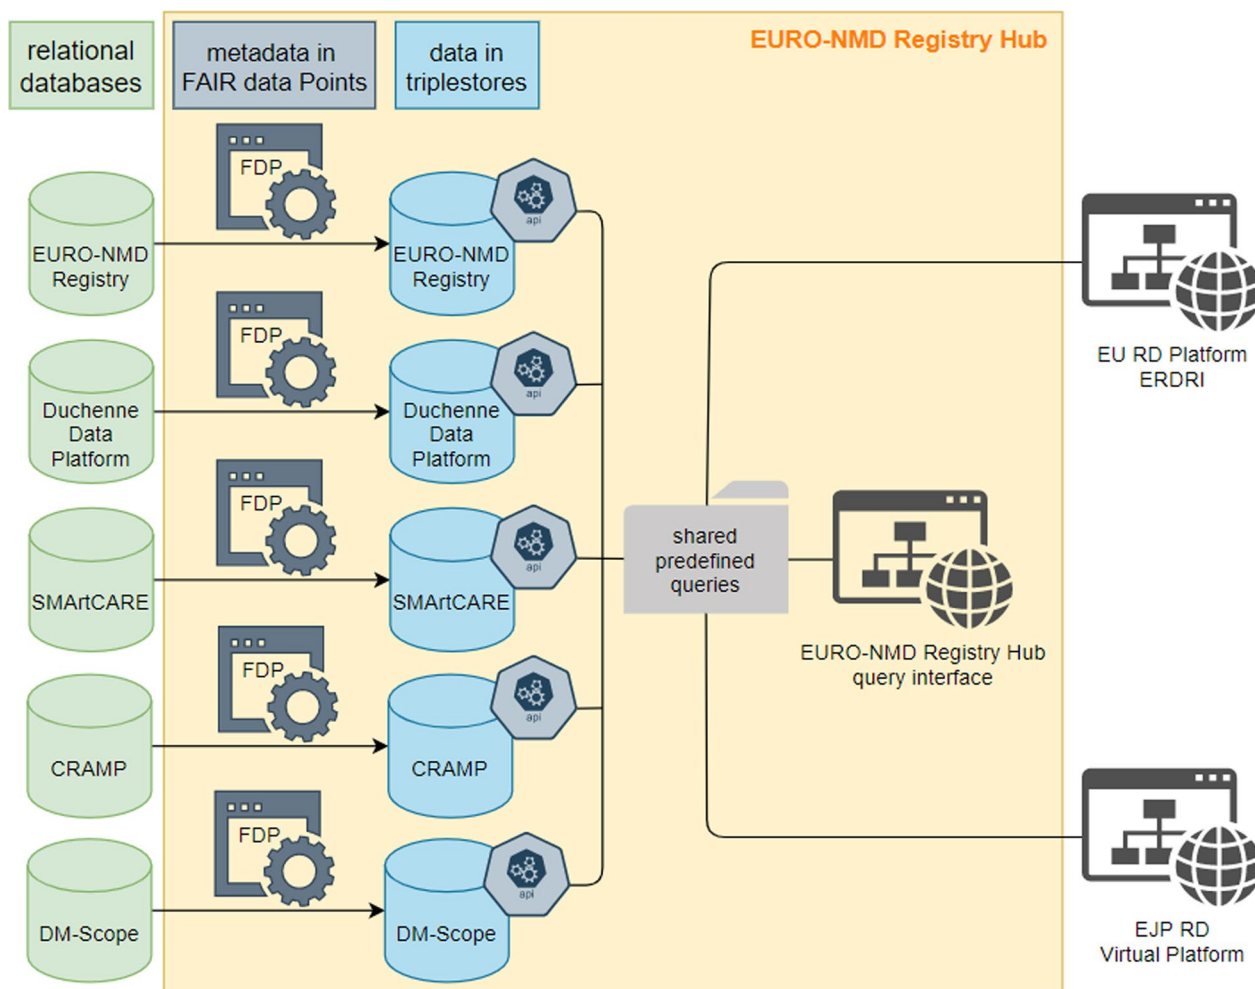 relational
databases
metadata in
FAIR data Points
data in
triplestores
EURO-NMD Registry Hub
FDP
api
EURO-NMD
Registry
EURO-NMD
Registry
FDP
api
Duchenne
Data
Platform
Duchenne
Data
Platform
FDP
api
SMArtCARE
SMArtCARE
FDP
api
CRAMP
CRAMP
FDP
api
DM-Scope
DM-Scope
shared
predefined
queries
EU RD Platform
ERDRI
EURO-NMD Registry Hub
query interface
EJP RD
Virtual Platform